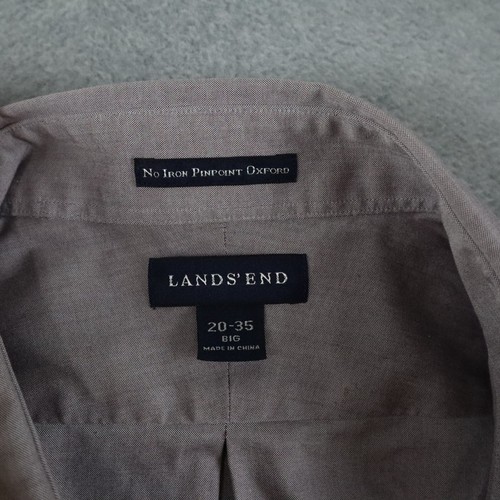 No Iron Pinpoint Oxford
LANDS' END
20-35
BIG
MADE IN CHINA